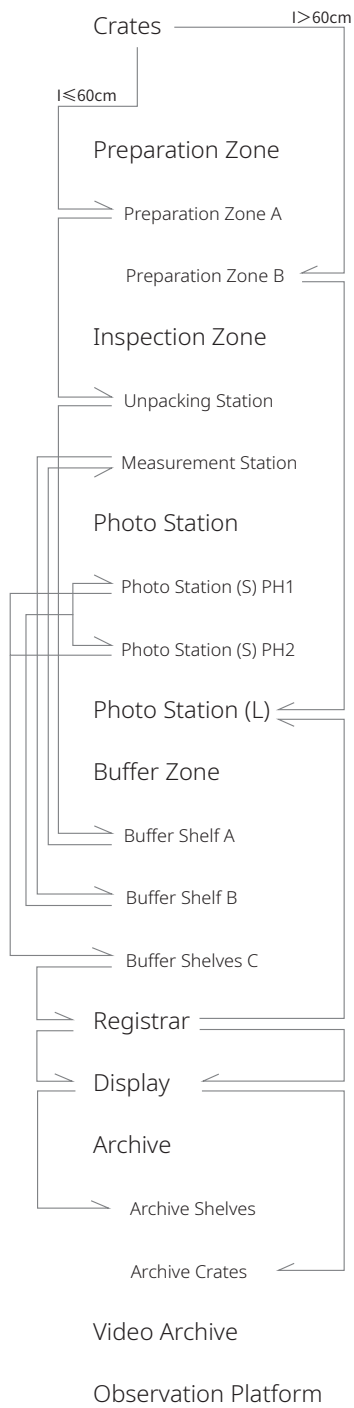 Crates
l>60cm
l≤60cm
Preparation Zone
Preparation Zone A
Preparation Zone B
Inspection Zone
Unpacking Station
Measurement Station
Photo Station
Photo Station (S) PH1
Photo Station (S) PH2
Photo Station (L)
Buffer Zone
Buffer Shelf A
Buffer Shelf B
Buffer Shelves C
Registrar
Display
Archive
Archive Shelves
Archive Crates
Video Archive
Observation Platform